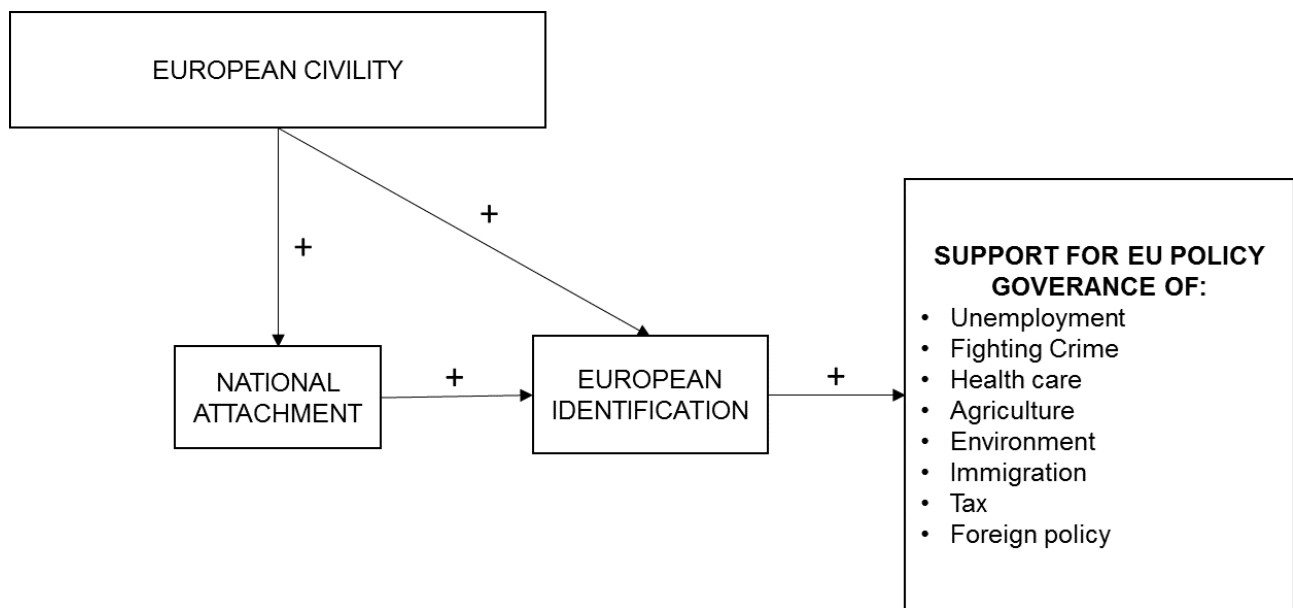 EUROPEAN CIVILITY
+
+
SUPPORT FOR EU POLICY
GOVERANCE OF:
• Unemployment
• Fighting Crime
• Health care
• Agriculture
• Environment
• Immigration
• Tax
• Foreign policy
NATIONAL
ATTACHMENT
+
EUROPEAN
IDENTIFICATION
+